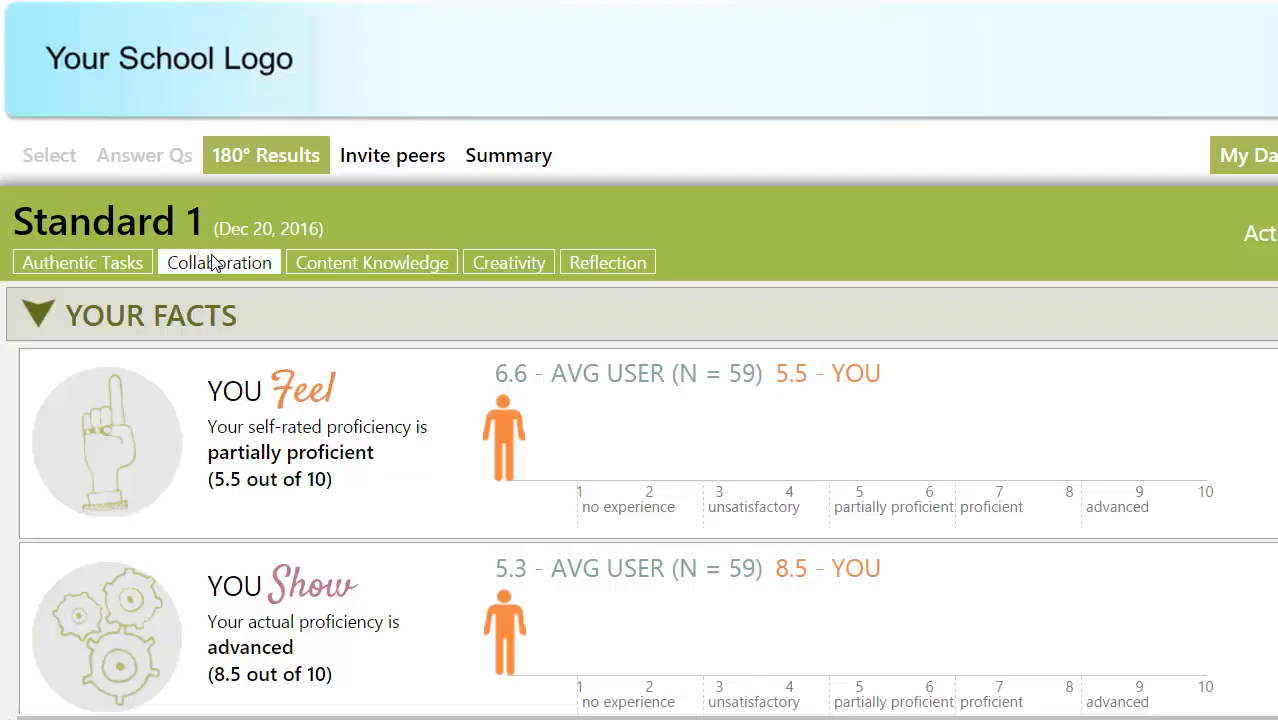 Your School Logo
Select Answer Qs 180° Results Invite peers Summary My Da
Standard 1 (Dec 20, 2016)
Act
Authentic Tasks Collaboration Content Knowledge Creativity Reflection
YOUR FACTS
YOU Feel
Your self-rated proficiency is
partially proficient
(5.5 out of 10)
6.6 - AVG USER (N = 59) 5.5 - YOU
1 2 3 4 5 6 7 8 9 10
no experience unsatisfactory partially proficient proficient advanced
YOU Show
Your actual proficiency is
advanced
(8.5 out of 10)
5.3 - AVG USER (N = 59) 8.5 - YOU
1 2 3 4 5 6 7 8 9 10
no experience unsatisfactory partially proficient proficient advanced